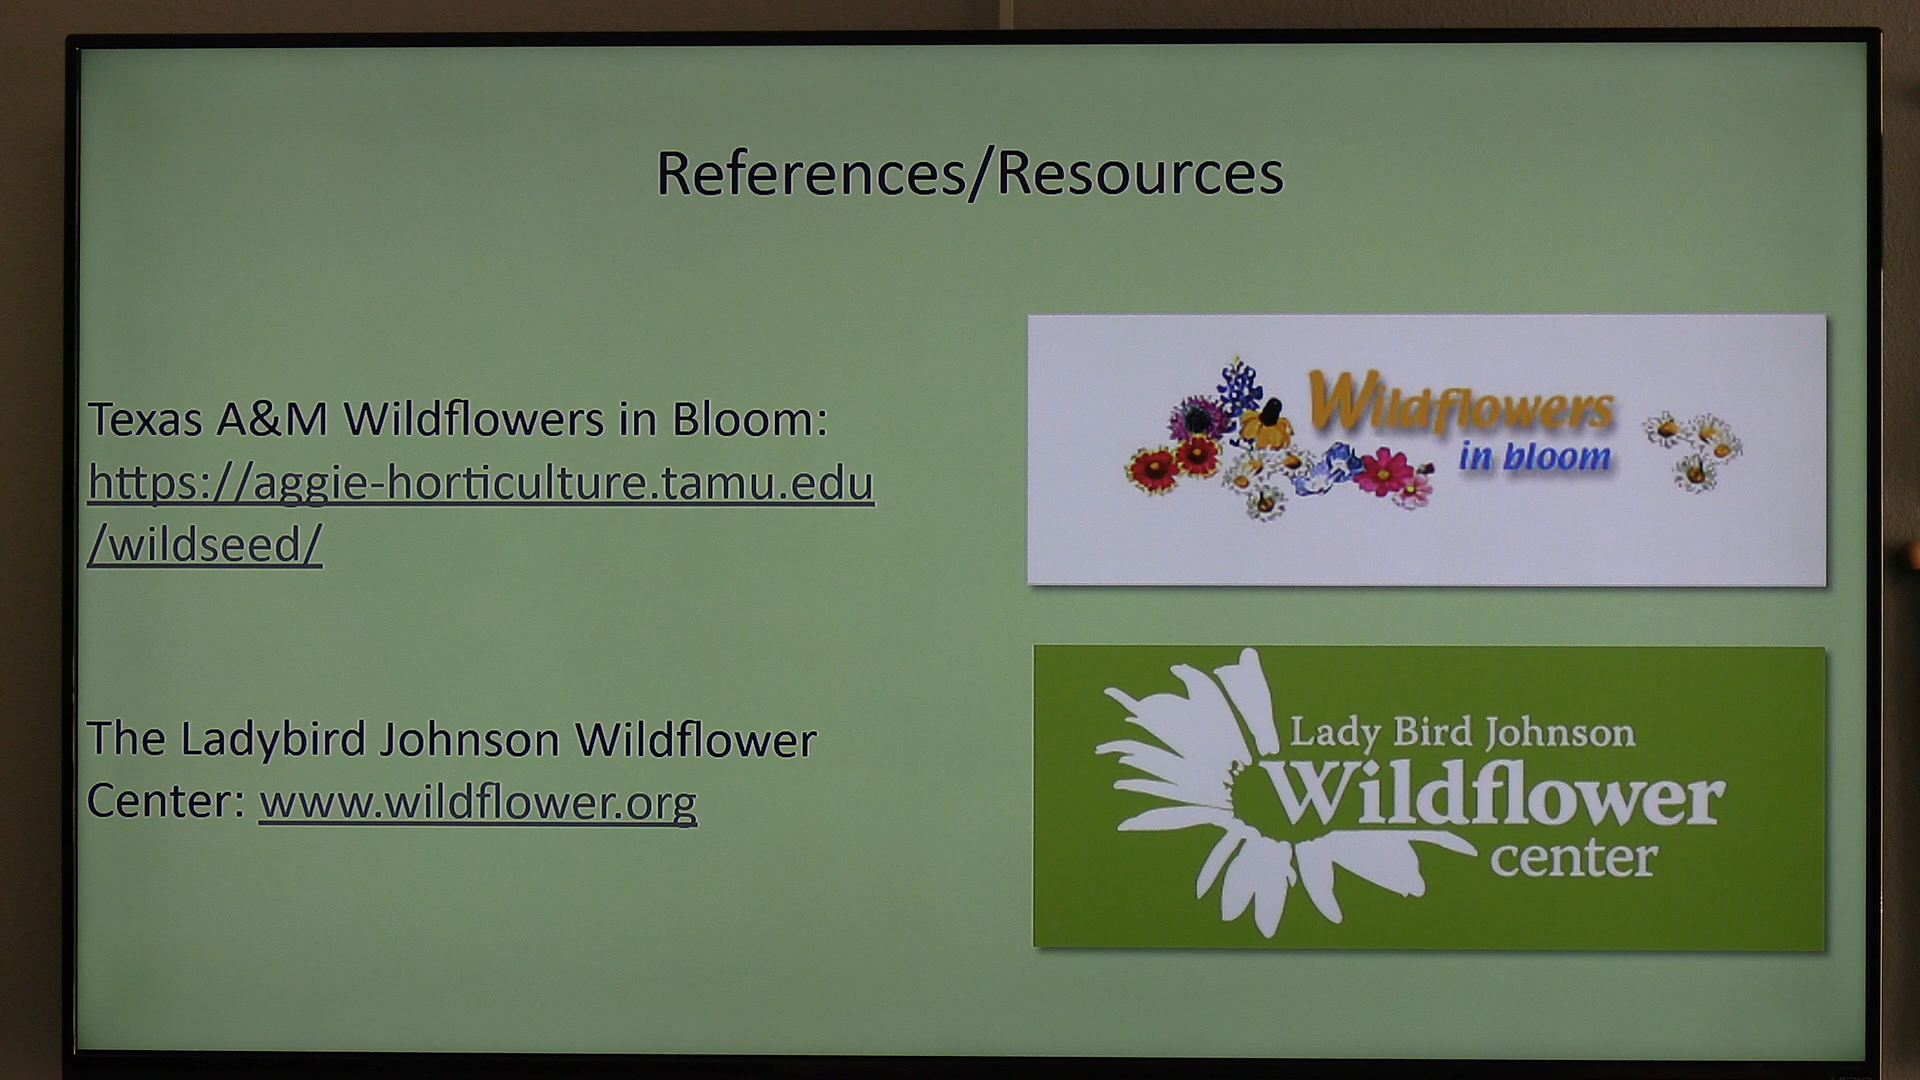 References/Resources
Texas A&M Wildflowers in Bloom:
https://aggie-horticulture.tamu.edu
/wildseed/
Wildflowers
in bloom
The Ladybird Johnson Wildflower
Center: www.wildflower.org
Lady Bird Johnson
Wildflower
center